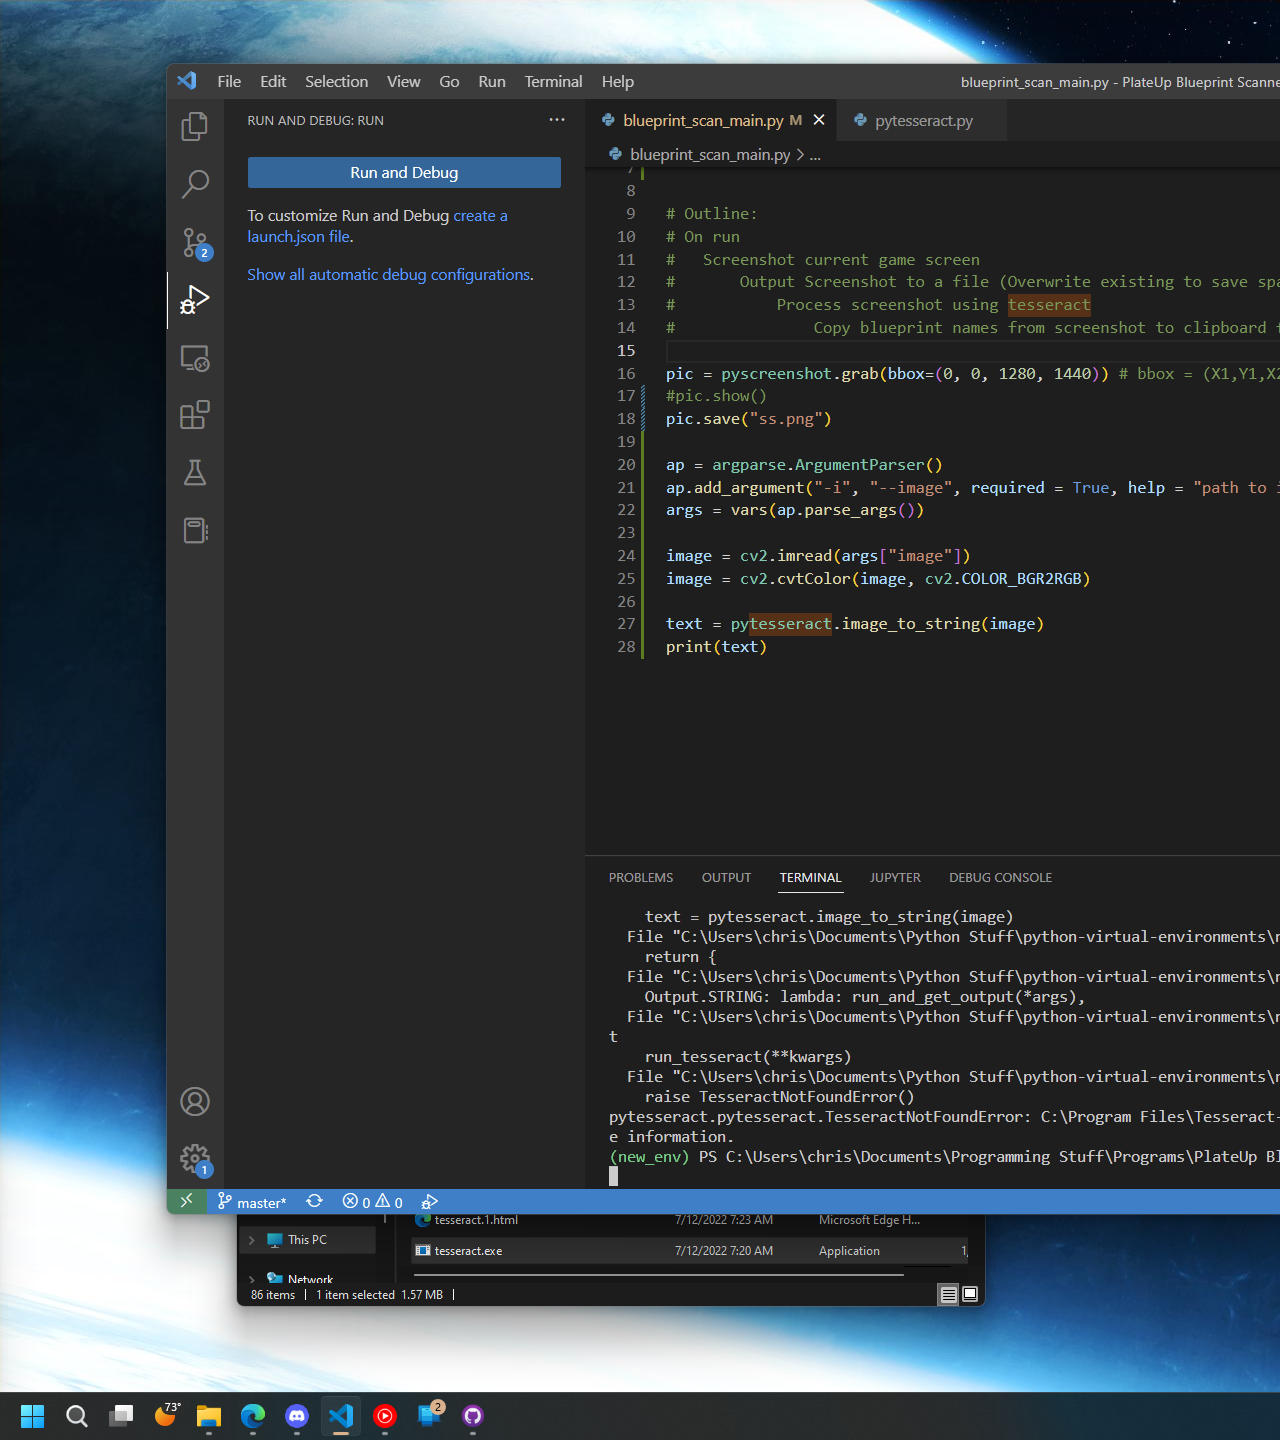 File Edit Selection View Go Run Terminal Help
blueprint_scan_main.py - PlateUp Blueprint Scanne
RUN AND DEBUG: RUN
Run and Debug
To customize Run and Debug create a
launch.json file.
Show all automatic debug configurations.
2
1
blueprint_scan_main.py M
pytesseract.py
blueprint_scan_main.py > ...
7
8
9 # Outline:
10 # On run
11 #   Screenshot current game screen
12 #       Output Screenshot to a file (Overwrite existing to save spa
13 #           Process screenshot using tesseract
14 #               Copy blueprint names from screenshot to clipboard
15
16 pic = pyscreenshot.grab(bbox=(0, 0, 1280, 1440)) # bbox = (X1,Y1,X2
17 #pic.show()
18 pic.save("ss.png")
19
20 ap = argparse.ArgumentParser()
21 ap.add_argument("-i", "--image", required = True, help = "path to i
22 args = vars(ap.parse_args())
23
24 image = cv2.imread(args["image"])
25 image = cv2.cvtColor(image, cv2.COLOR_BGR2RGB)
26
27 text = pytesseract.image_to_string(image)
28 print(text)
PROBLEMS OUTPUT TERMINAL JUPYTER DEBUG CONSOLE
text = pytesseract.image_to_string(image)
File "C:\Users\chris\Documents\Python Stuff\python-virtual-environments\n
return {
File "C:\Users\chris\Documents\Python Stuff\python-virtual-environments\n
Output.STRING: lambda: run_and_get_output(*args),
File "C:\Users\chris\Documents\Python Stuff\python-virtual-environments\n
t
run_tesseract(**kwargs)
File "C:\Users\chris\Documents\Python Stuff\python-virtual-environments\n
raise TesseractNotFoundError()
pytesseract.pytesseract.TesseractNotFoundError: C:\Program Files\Tesseract-
e information.
(new_env) PS C:\Users\chris\Documents\Programming Stuff\Programs\PlateUp Bl
master* 0 0
tesseract.1.html 7/12/2022 7:23 AM Microsoft Edge H...
This PC
tesseract.exe 7/12/2022 7:20 AM Application 1,
Network
86 items 1 item selected 1.57 MB
73°
2